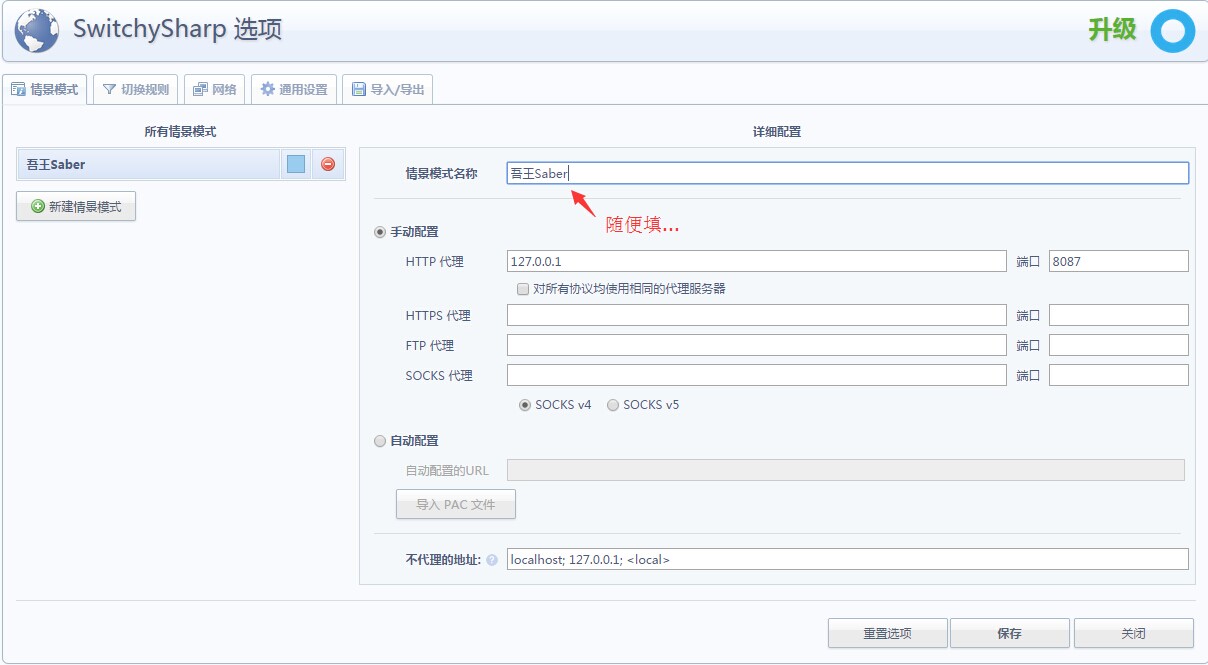 SwitchySharp 选项
升级
情景模式 切换规则 网络 通用设置 导入/导出
所有情景模式
吾王Saber
新建情景模式
详细配置
情景模式名称 吾王Saber
随便填...
手动配置
HTTP 代理 127.0.0.1 端口 8087
对所有协议均使用相同的代理服务器
HTTPS 代理 端口
FTP 代理 端口
SOCKS 代理 端口
SOCKS v4 SOCKS v5
自动配置
自动配置的URL
导入 PAC 文件
不代理的地址: ? localhost; 127.0.0.1; <local>
重置选项 保存 关闭